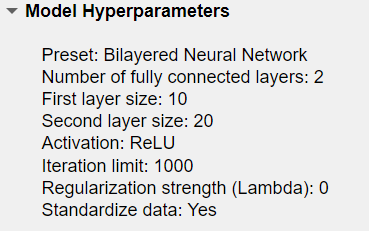 Model Hyperparameters
Preset: Bilayered Neural Network
Number of fully connected layers: 2
First layer size: 10
Second layer size: 20
Activation: ReLU
Iteration limit: 1000
Regularization strength (Lambda): 0
Standardize data: Yes